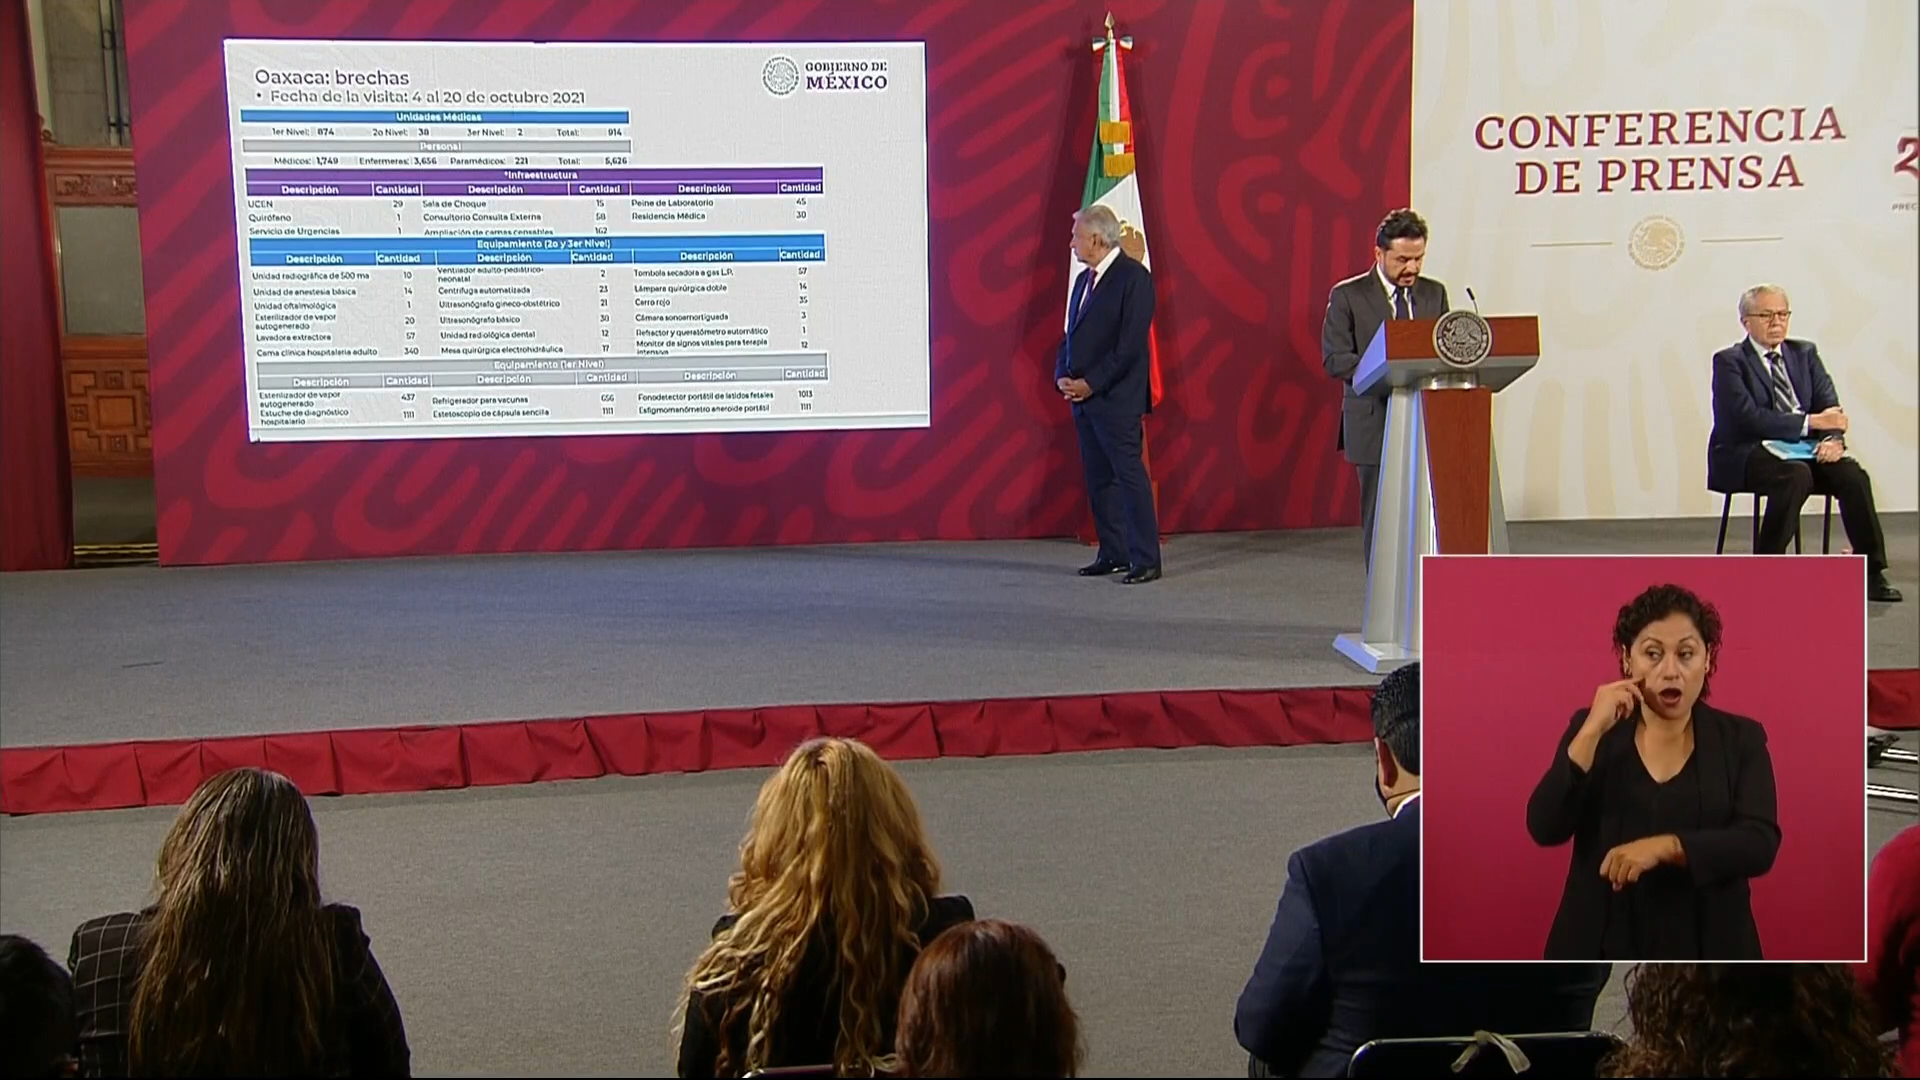 Oaxaca: brechas
• Fecha de la visita: 4 al 20 de octubre 2021
GOBIERNO DE
MÉXICO
Unidades Médicas
1er Nivel: 874 2o Nivel: 38 3er Nivel: 2 Total: 914
Personal
Médicos: 1,749 Enfermeras: 3,656 Paramédicos: 221 Total: 5,626
*Infraestructura
Descripción Cantidad Descripción Cantidad Descripción Cantidad
UCEN 29 Sala de Choque 15 Peine de Laboratorio 45
Quirófano 1 Consultorio Consulta Externa 58 Residencia Médica 30
Servicio de Urgencias 1 Ampliación de camas censables 162
Equipamiento (2o y 3er Nivel)
Descripción Cantidad Descripción Cantidad Descripción Cantidad
Unidad radiográfica de 500 ma 10 Ventilador adulto-pediátrico-neonatal 2 Tombola secadora a gas L.P. 57
Unidad de anestesia básica 14 Centrífuga automatizada 23 Lámpara quirúrgica doble 14
Unidad oftalmológica 1 Ultrasonógrafo gineco-obstétrico 21 Carro rojo 35
Esterilizador de vapor autogenerado 20 Ultrasonógrafo básico 30 Cámara sonoamortiguada 3
Lavadora extractora 57 Unidad radiológica dental 12 Refractor y queratómetro automático 1
Cama clínica hospitalaria adulto 340 Mesa quirúrgica electrohidráulica 17 Monitor de signos vitales para terapia intensiva 12
Equipamiento (1er Nivel)
Descripción Cantidad Descripción Cantidad Descripción Cantidad
Esterilizador de vapor autogenerado 437 Refrigerador para vacunas 656 Fonodetector portátil de latidos fetales 1013
Estuche de diagnóstico hospitalario 1111 Estetoscopio de cápsula sencilla 1111 Esfigmomanómetro aneroide portátil 1111
CONFERENCIA
DE PRENSA
2